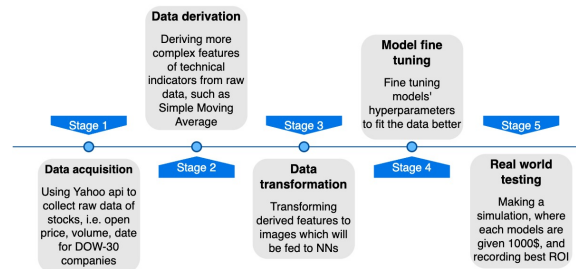 Data derivation
Deriving more
complex features
of technical
indicators from raw
data, such as
Simple Moving
Average
Model fine
tuning
Fine tuning
models'
hyperparameters
to fit the data better
Stage 1
Stage 3
Stage 5
Stage 2
Stage 4
Data acquisition
Using Yahoo api to
collect raw data of
stocks, i.e. open
price, volume, date
for DOW-30
companies
Data
transformation
Transforming
derived features to
images which will
be fed to NNs
Real world
testing
Making a
simulation, where
each models are
given 1000$, and
recording best ROI